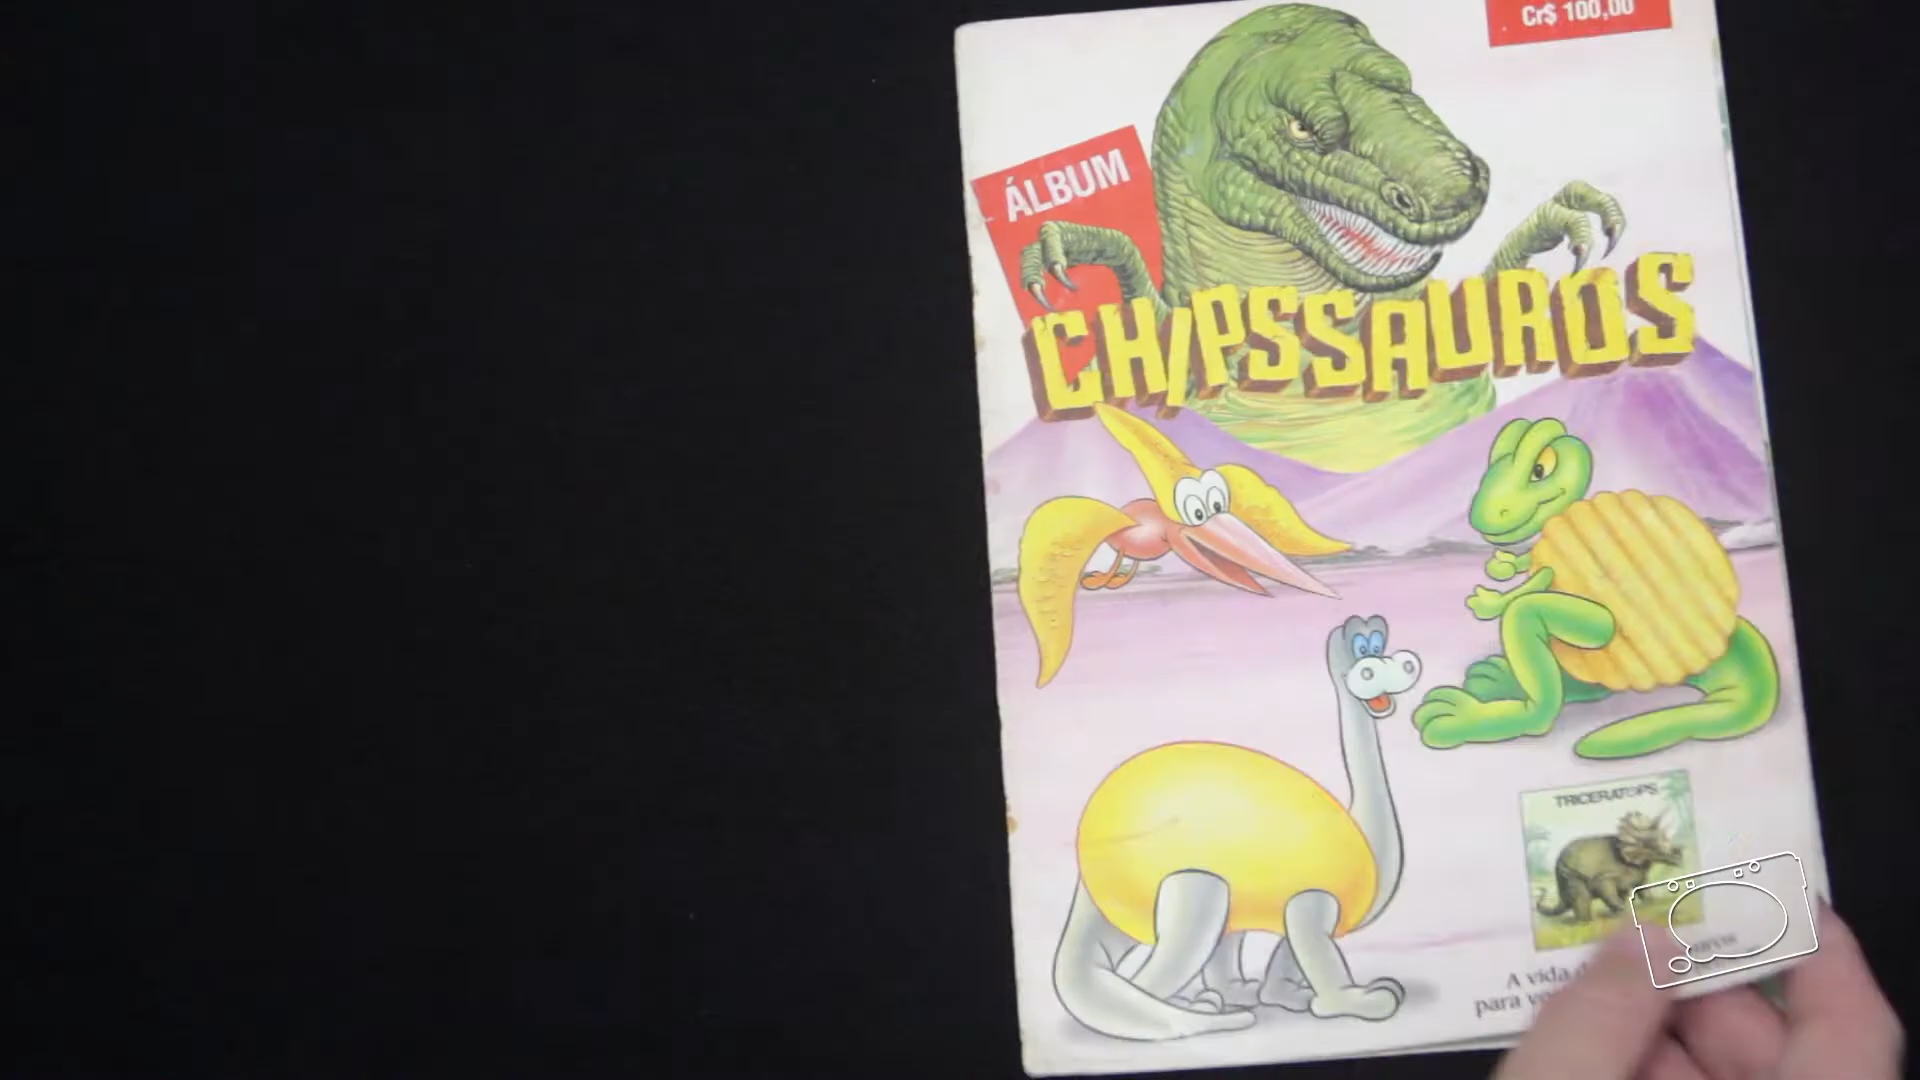 Cr$ 100,00
ÁLBUM
CHIPSSAUROS
TRICERATOPS
A vida
para